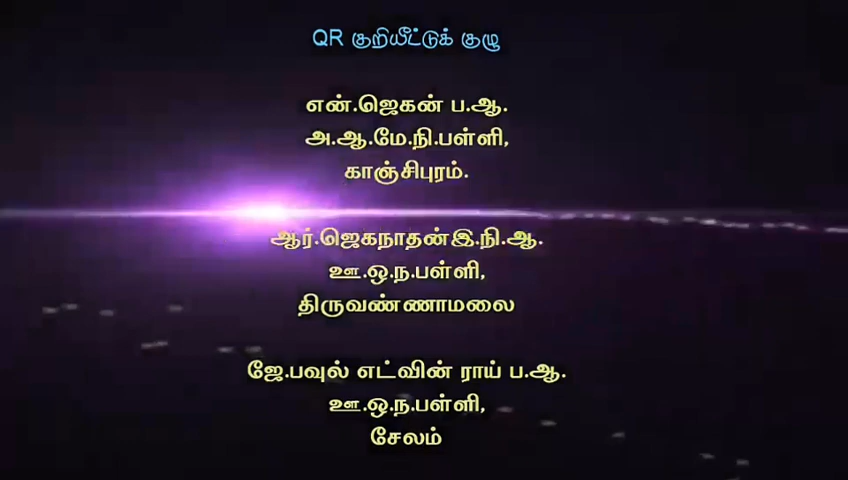 QR குறியீட்டுக் குழு
என்.ஜெகன் ப.ஆ.
அ.ஆ.மே.நி.பள்ளி,
காஞ்சிபுரம்.
ஆர்.ஜெகநாதன்இ.நி.ஆ.
ஊ.ஒ.ந.பள்ளி,
திருவண்ணாமலை
ஜே.பவுல் எட்வின் ராய் ப.ஆ.
ஊ.ஒ.ந.பள்ளி,
சேலம்